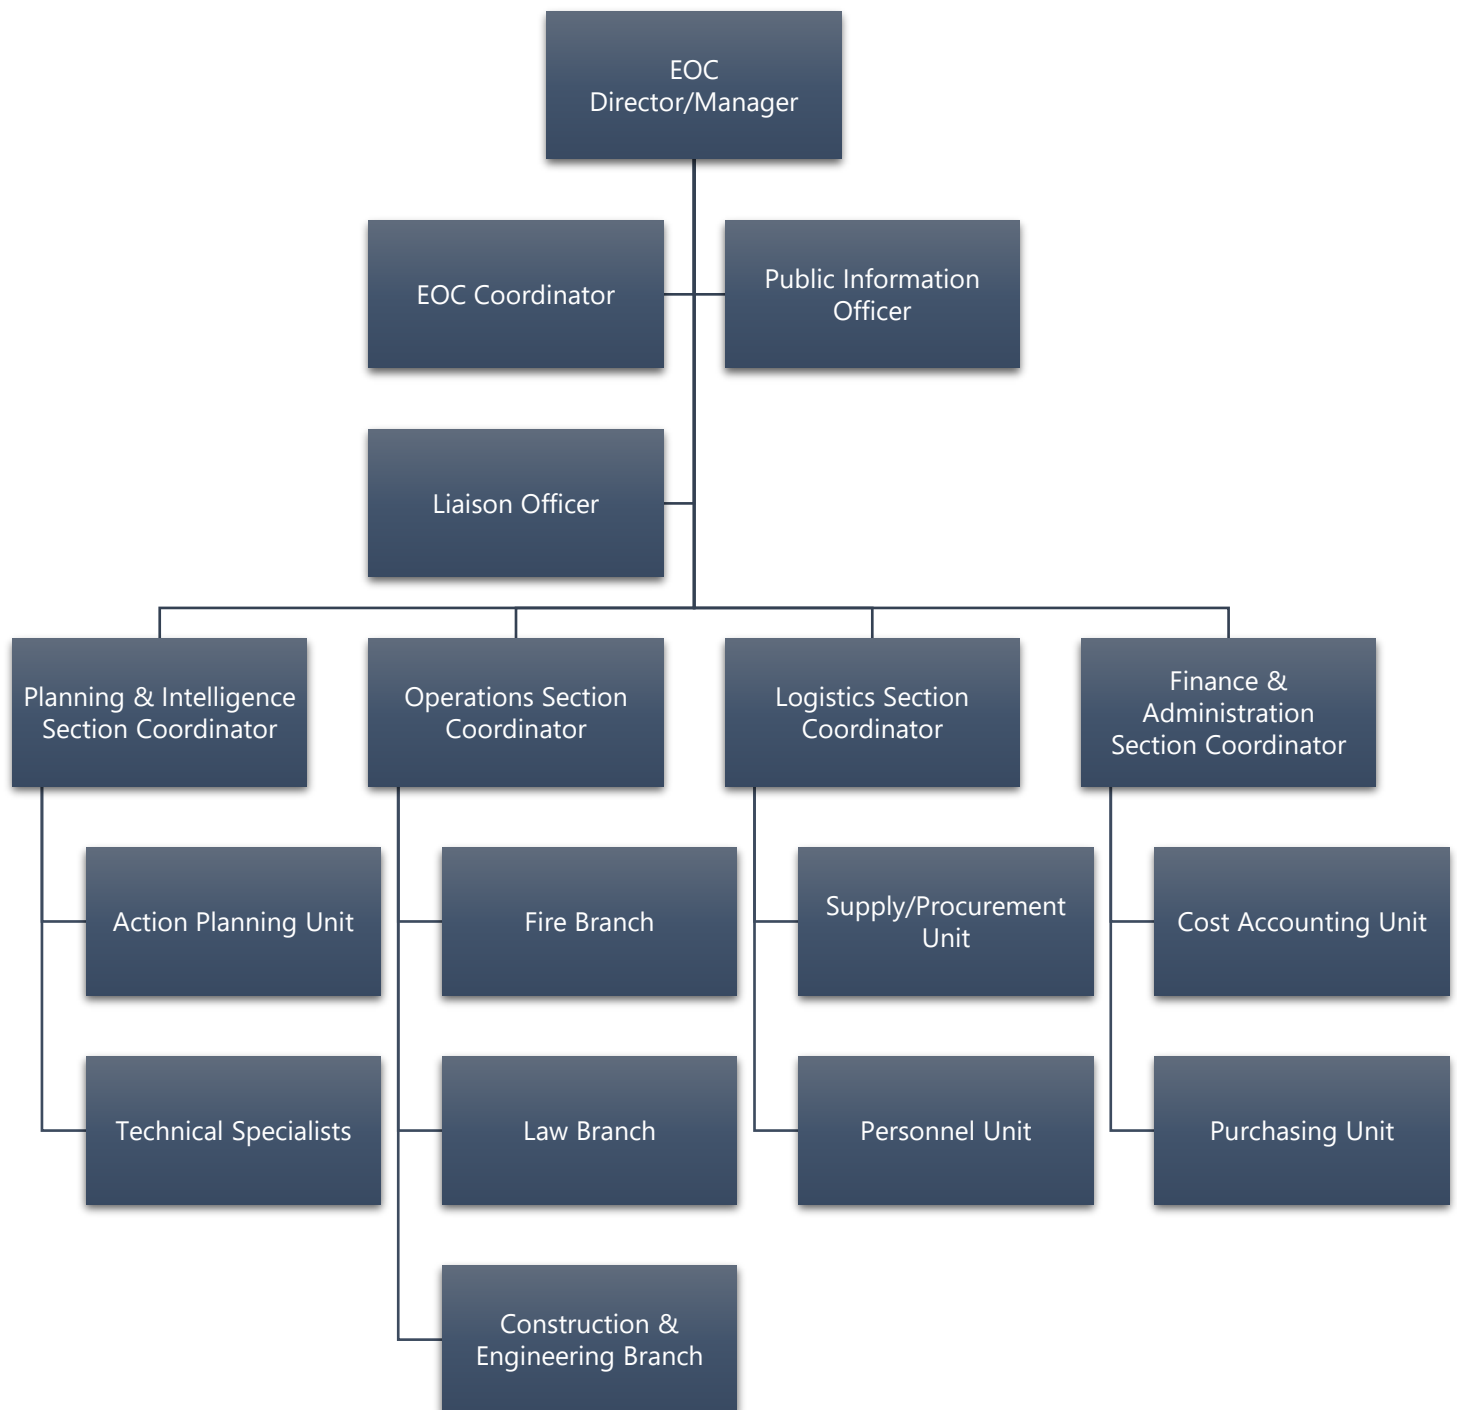 EOC
Director/Manager
EOC Coordinator
Public Information
Officer
Liaison Officer
Planning & Intelligence
Section Coordinator
Operations Section
Coordinator
Logistics Section
Coordinator
Finance &
Administration
Section Coordinator
Action Planning Unit
Fire Branch
Supply/Procurement
Unit
Cost Accounting Unit
Technical Specialists
Law Branch
Personnel Unit
Purchasing Unit
Construction &
Engineering Branch